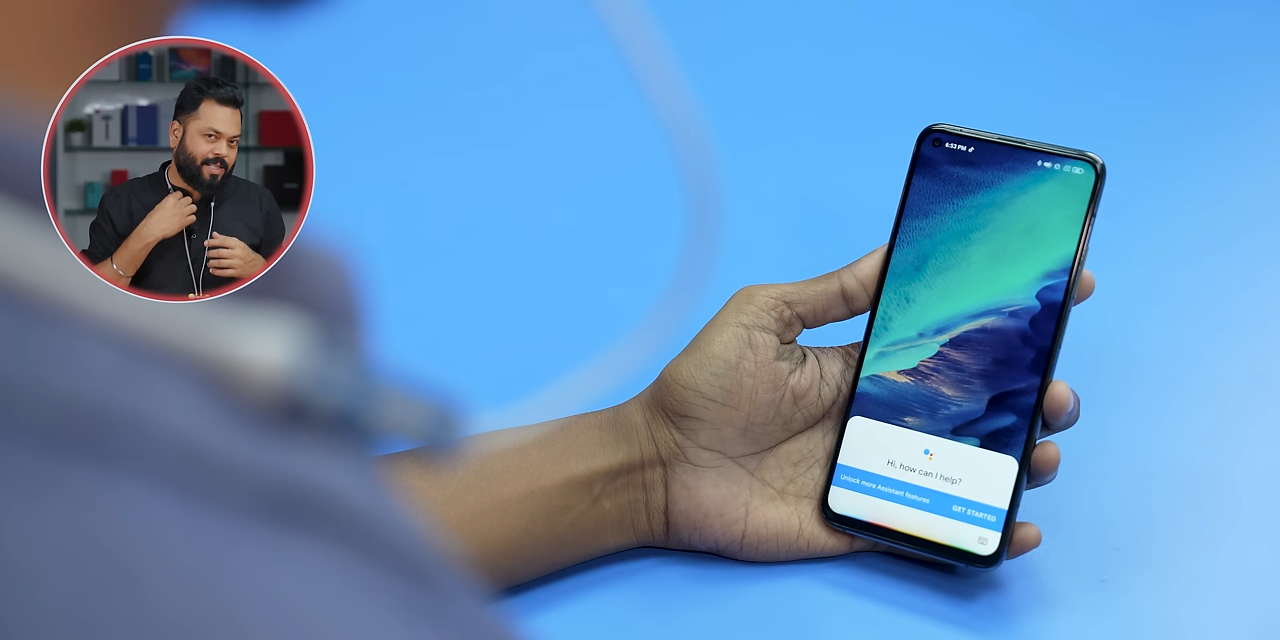 6:53 PM
Hi, how can I help?
Unlock more Assistant features
GET STARTED